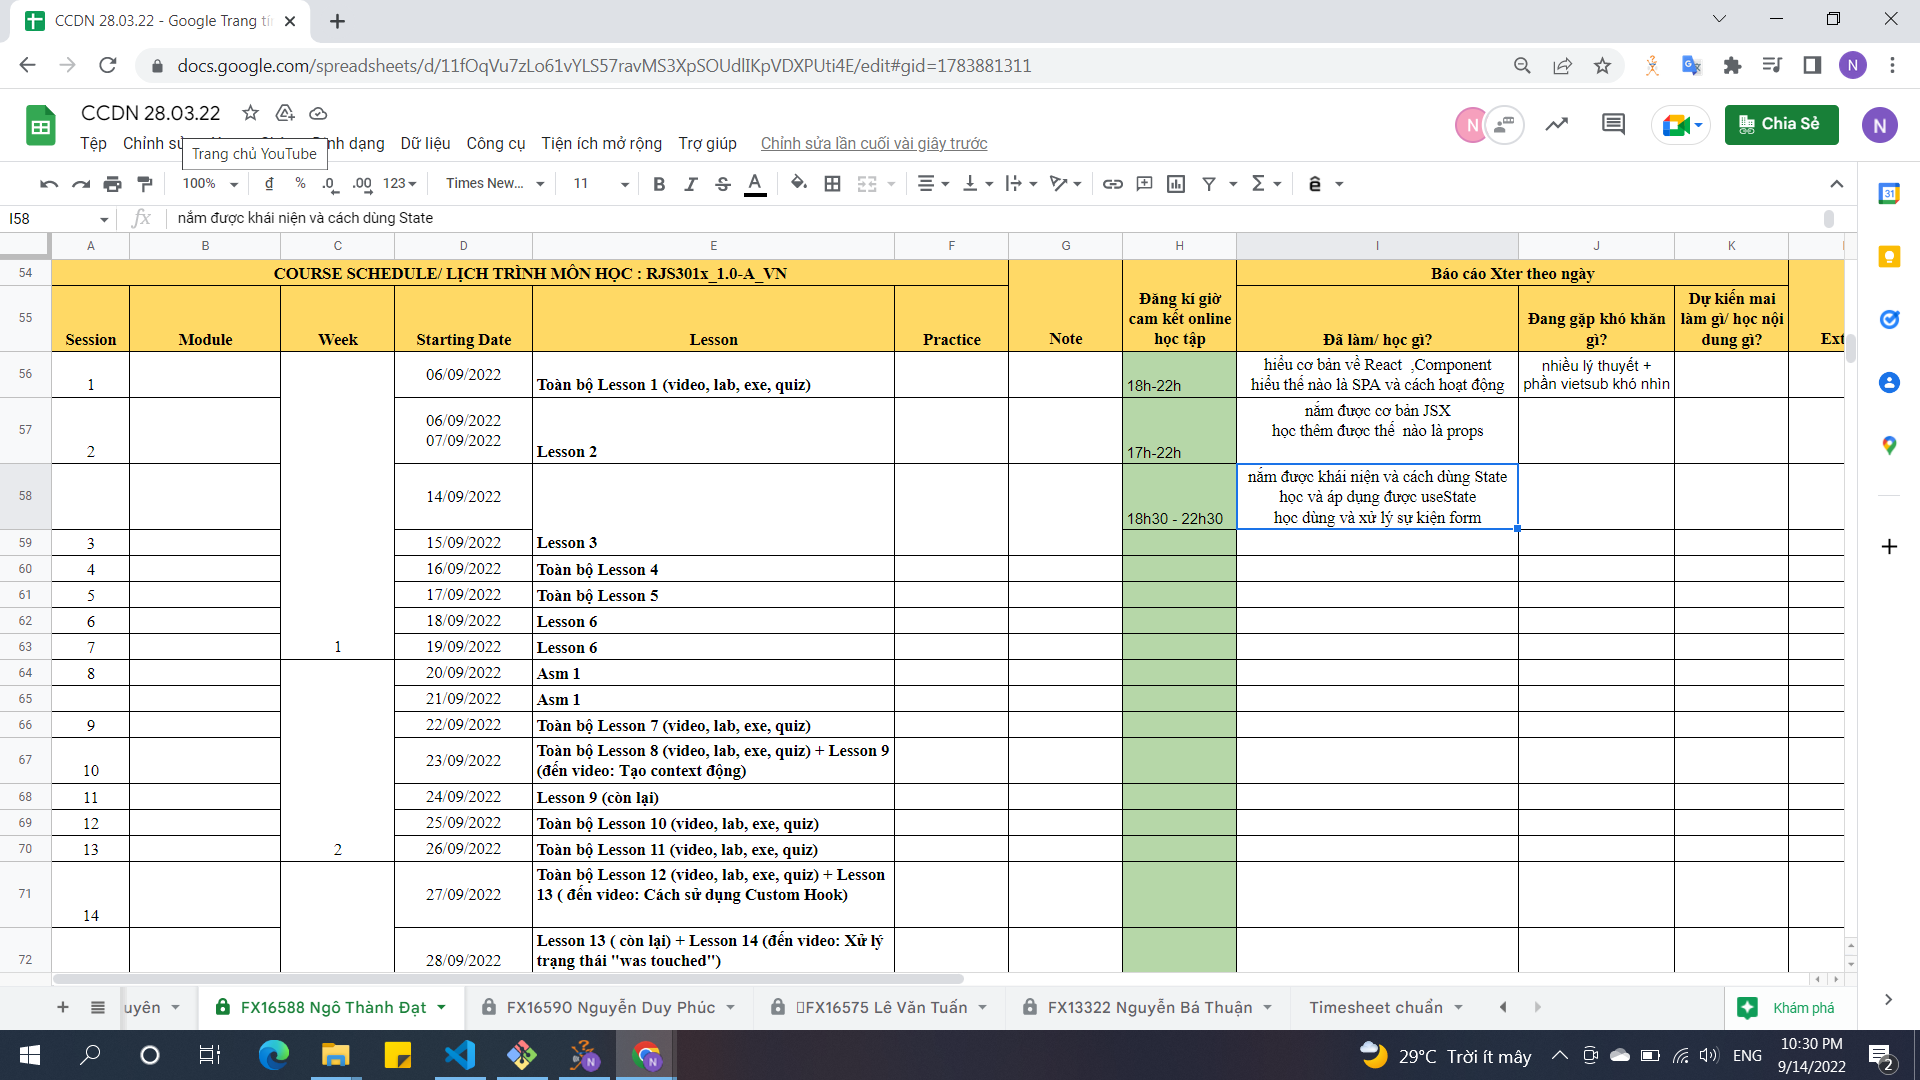 CCDN 28.03.22 - Google Trang tí
docs.google.com/spreadsheets/d/11fOqVu7zLo61vYLS57ravMS3XpSOUdlIKpVDXPUti4E/edit#gid=1783881311
CCDN 28.03.22
Tệp Chỉnh sử Định dạng Dữ liệu Công cụ Tiện ích mở rộng Trợ giúp Chỉnh sửa lần cuối vài giây trước
Trang chủ YouTube
Chia Sẻ
N
100% ₫ % .0 .00 123 Times New... 11 B I S A
I58 fx nắm được khái niện và cách dùng State
A B C D E F G H I J K
54 COURSE SCHEDULE/ LỊCH TRÌNH MÔN HỌC : RJS301x_1.0-A_VN Báo cáo Xter theo ngày
55 Session Module Week Starting Date Lesson Practice Note Đăng kí giờ cam kết online học tập Đã làm/ học gì? Đang gặp khó khăn gì? Dự kiến mai làm gì/ học nội dung gì? Ext
56 1 06/09/2022 Toàn bộ Lesson 1 (video, lab, exe, quiz) 18h-22h hiểu cơ bản về React ,Component hiểu thế nào là SPA và cách hoạt động nhiều lý thuyết + phần vietsub khó nhìn
57 2 06/09/2022 07/09/2022 Lesson 2 17h-22h nắm được cơ bản JSX học thêm được thế nào là props
58 14/09/2022 18h30 - 22h30 nắm được khái niện và cách dùng State học và áp dụng được useState học dùng và xử lý sự kiện form
59 3 15/09/2022 Lesson 3
60 4 16/09/2022 Toàn bộ Lesson 4
61 5 17/09/2022 Toàn bộ Lesson 5
62 6 18/09/2022 Lesson 6
63 7 1 19/09/2022 Lesson 6
64 8 20/09/2022 Asm 1
65 21/09/2022 Asm 1
66 9 22/09/2022 Toàn bộ Lesson 7 (video, lab, exe, quiz)
67 10 23/09/2022 Toàn bộ Lesson 8 (video, lab, exe, quiz) + Lesson 9 (đến video: Tạo context động)
68 11 24/09/2022 Lesson 9 (còn lại)
69 12 25/09/2022 Toàn bộ Lesson 10 (video, lab, exe, quiz)
70 13 2 26/09/2022 Toàn bộ Lesson 11 (video, lab, exe, quiz)
71 14 27/09/2022 Toàn bộ Lesson 12 (video, lab, exe, quiz) + Lesson 13 ( đến video: Cách sử dụng Custom Hook)
72 28/09/2022 Lesson 13 ( còn lại) + Lesson 14 (đến video: Xử lý trạng thái "was touched")
uyên FX16588 Ngô Thành Đạt FX16590 Nguyễn Duy Phúc FX16575 Lê Văn Tuấn FX13322 Nguyễn Bá Thuận Timesheet chuẩn Khám phá
29°C Trời ít mây ENG 10:30 PM
9/14/2022 2